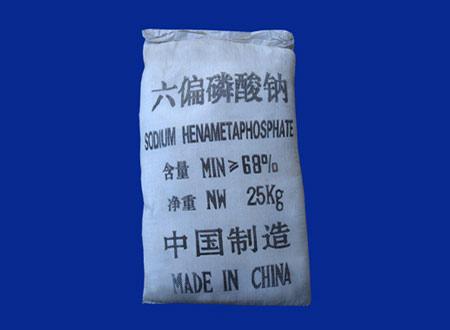 六偏磷酸钠
SODIUM HENAMETAPHOSPHATE
含量 MIN≥68%
净重 NW 25Kg
中国制造
MADE IN CHINA